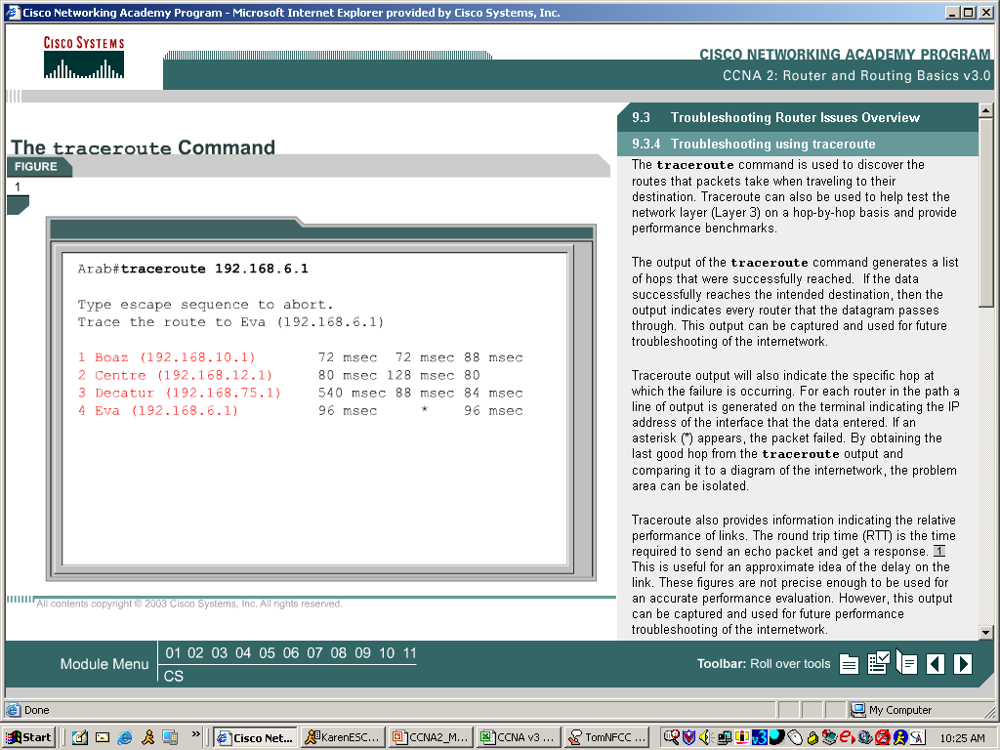 Cisco Networking Academy Program - Microsoft Internet Explorer provided by Cisco Systems, Inc.
CISCO SYSTEMS
CISCO NETWORKING ACADEMY PROGRAM
CCNA 2: Router and Routing Basics v3.0
The traceroute Command
FIGURE
1
Arab#traceroute 192.168.6.1
Type escape sequence to abort.
Trace the route to Eva (192.168.6.1)
1 Boaz (192.168.10.1) 72 msec 72 msec 88 msec
2 Centre (192.168.12.1) 80 msec 128 msec 80
3 Decatur (192.168.75.1) 540 msec 88 msec 84 msec
4 Eva (192.168.6.1) 96 msec * 96 msec
All contents copyright © 2003 Cisco Systems, Inc. All rights reserved.
9.3 Troubleshooting Router Issues Overview
9.3.4 Troubleshooting using traceroute
The traceroute command is used to discover the
routes that packets take when traveling to their
destination. Traceroute can also be used to help test the
network layer (Layer 3) on a hop-by-hop basis and provide
performance benchmarks.
The output of the traceroute command generates a list
of hops that were successfully reached. If the data
successfully reaches the intended destination, then the
output indicates every router that the datagram passes
through. This output can be captured and used for future
troubleshooting of the internetwork.
Traceroute output will also indicate the specific hop at
which the failure is occurring. For each router in the path a
line of output is generated on the terminal indicating the IP
address of the interface that the data entered. If an
asterisk (*) appears, the packet failed. By obtaining the
last good hop from the traceroute output and
comparing it to a diagram of the internetwork, the problem
area can be isolated.
Traceroute also provides information indicating the relative
performance of links. The round trip time (RTT) is the time
required to send an echo packet and get a response. 1
This is useful for an approximate idea of the delay on the
link. These figures are not precise enough to be used for
an accurate performance evaluation. However, this output
can be captured and used for future performance
troubleshooting of the internetwork.
Module Menu
01 02 03 04 05 06 07 08 09 10 11
CS
Toolbar: Roll over tools
Done
My Computer
Start
Cisco Net...
KarenESC...
CCNA2_M...
CCNA v3 ...
TomNFCC ...
10:25 AM